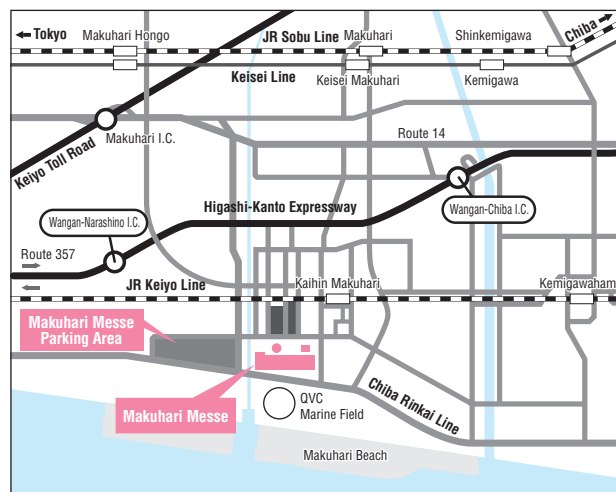 Tokyo
Makuhari Hongo
JR Sobu Line
Makuhari
Shinkemigawa
Chiba
Keisei Line
Keisei Makuhari
Kemigawa
Makuhari I.C.
Route 14
Keiyo Toll Road
Wangan-Narashino I.C.
Higashi-Kanto Expressway
Wangan-Chiba I.C.
Route 357
JR Keiyo Line
Kaihin Makuhari
Kemigawaham
Makuhari Messe
Parking Area
Makuhari Messe
QVC
Marine Field
Chiba Rinkai Line
Makuhari Beach